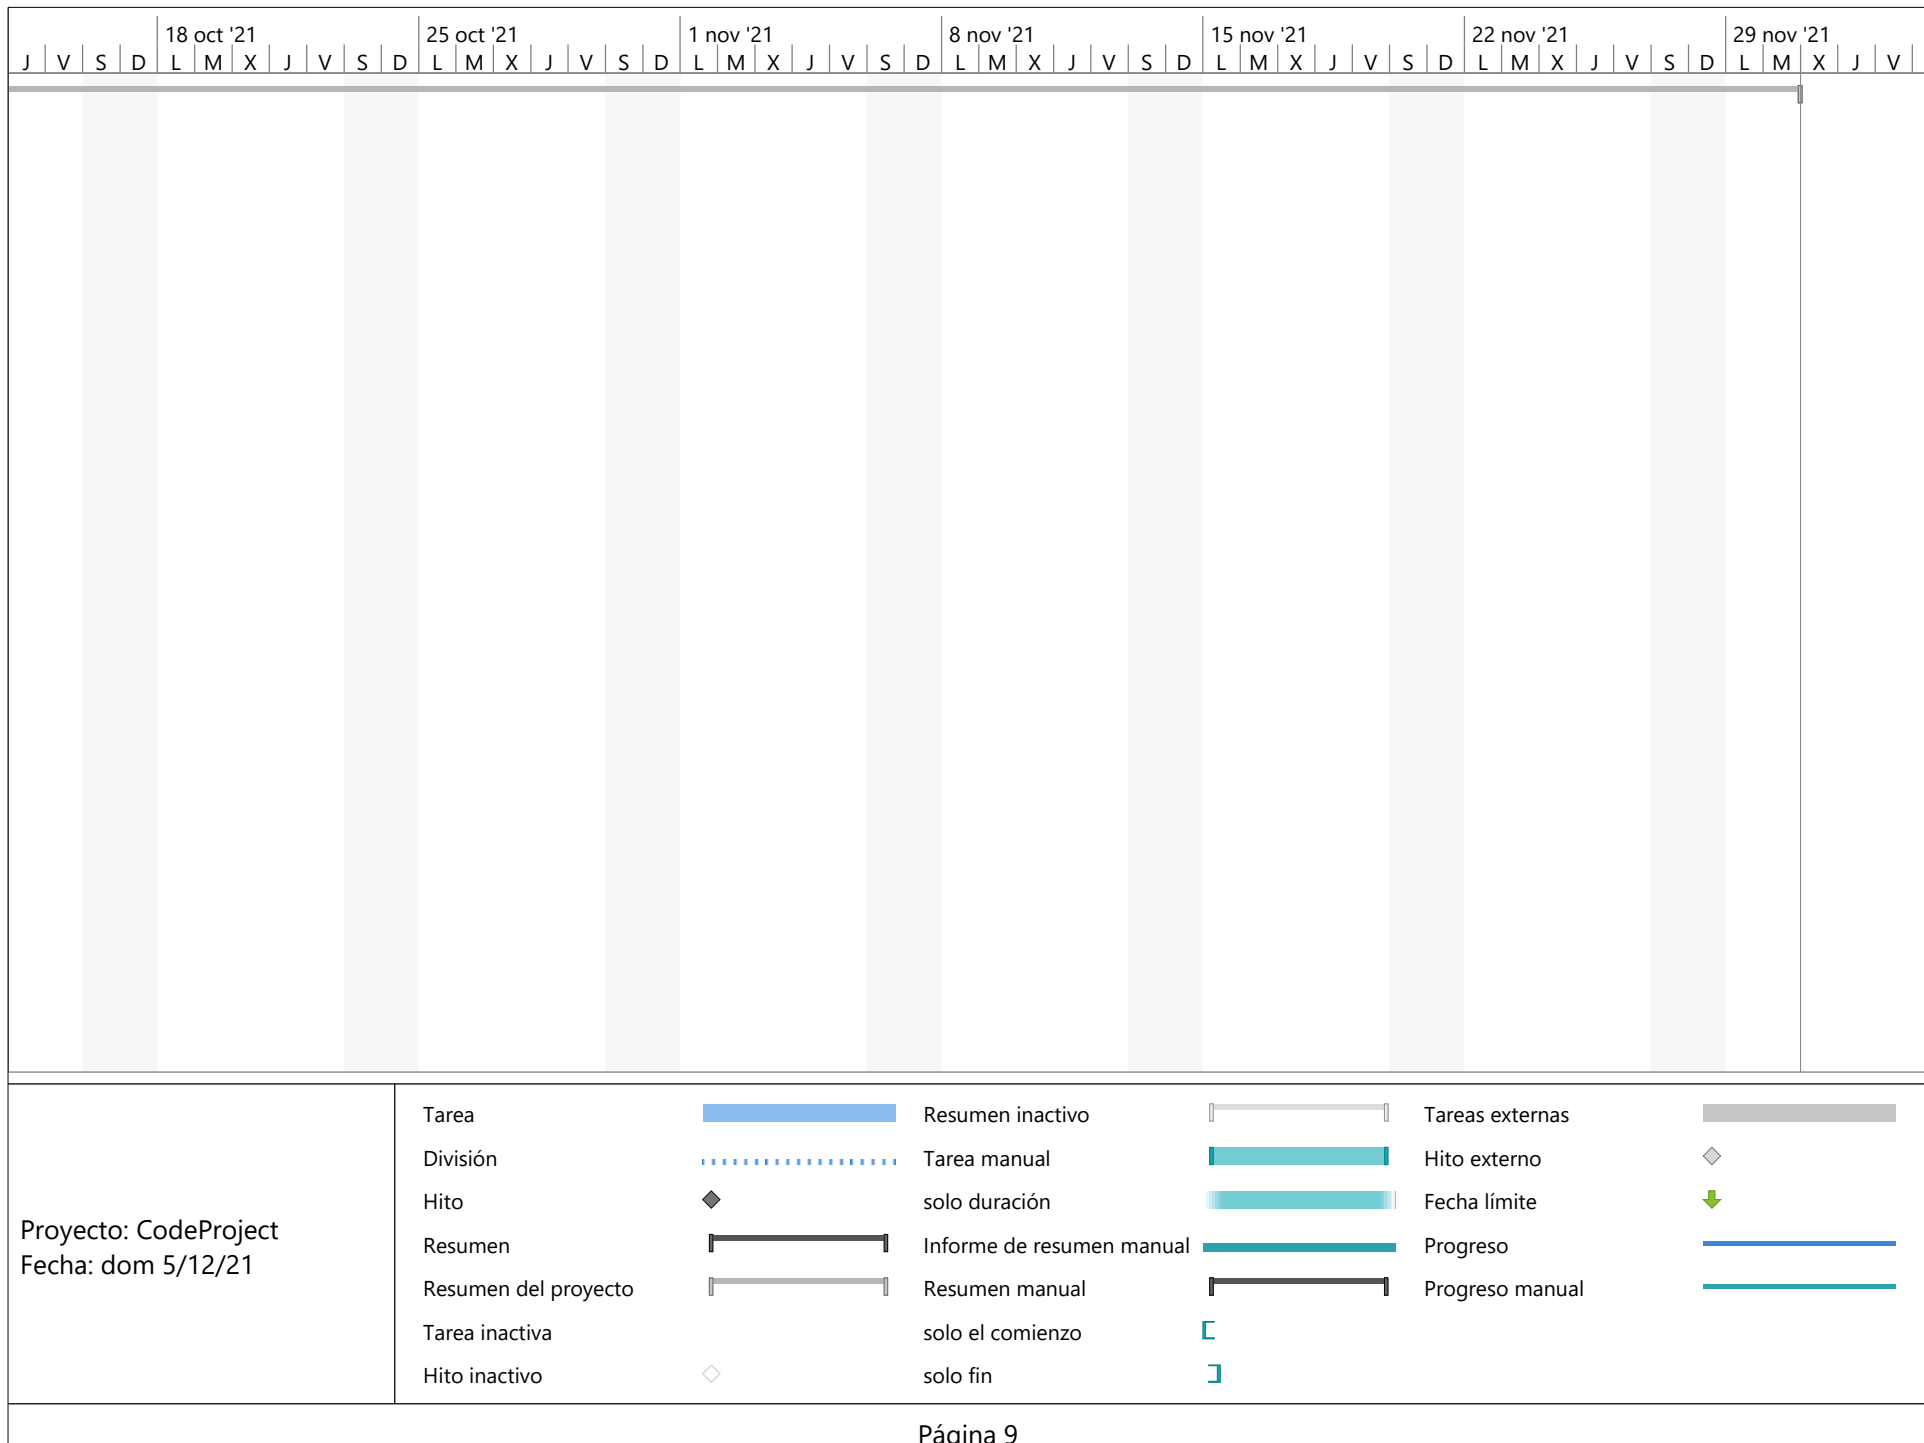 18 oct '21 25 oct '21 1 nov '21 8 nov '21 15 nov '21 22 nov '21 29 nov '21
J V S D L M X J V S D L M X J V S D L M X J V S D L M X J V S D L M X J V S D L M X J V S D L M X J V
Tarea
División
Hito
Resumen
Resumen del proyecto
Tarea inactiva
Hito inactivo
Resumen inactivo
Tarea manual
solo duración
Informe de resumen manual
Resumen manual
solo el comienzo
solo fin
Tareas externas
Hito externo
Fecha límite
Progreso
Progreso manual
Proyecto: CodeProject
Fecha: dom 5/12/21
Página 9